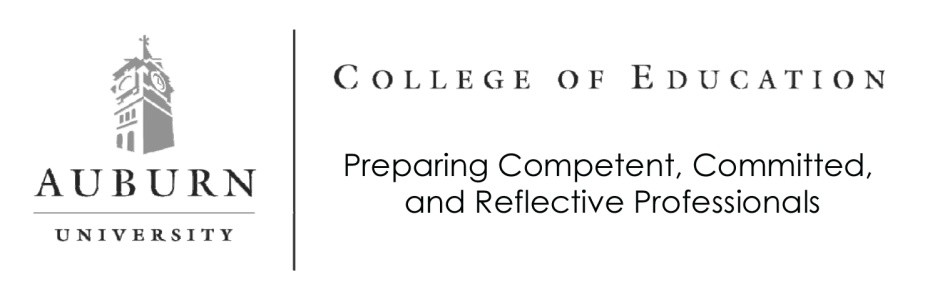 AUBURN
UNIVERSITY
COLLEGE OF EDUCATION
Preparing Competent, Committed,
and Reflective Professionals